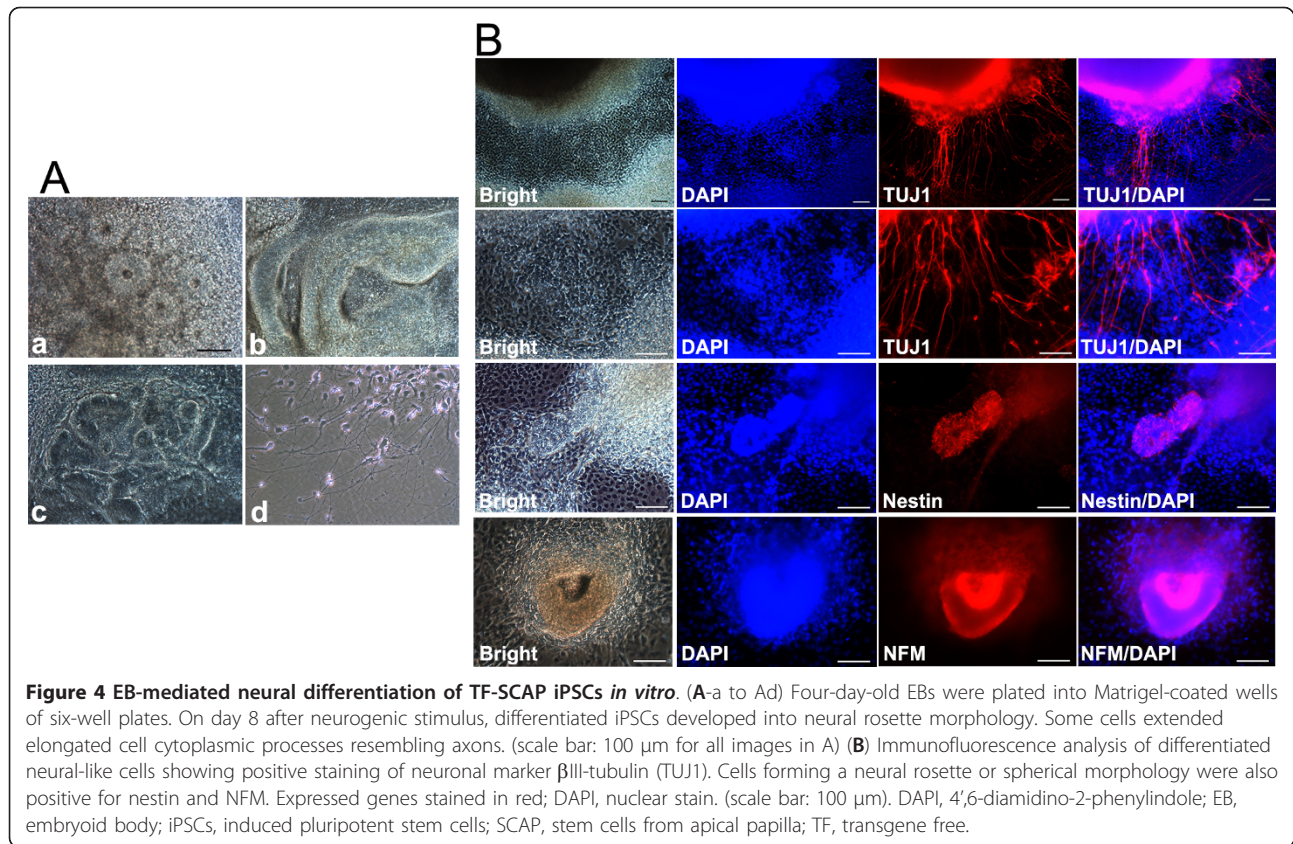 A
B
Bright DAPI TUJ1 TUJ1/DAPI
a b
Bright DAPI TUJ1 TUJ1/DAPI
c d
Bright DAPI Nestin Nestin/DAPI
Bright DAPI NFM NFM/DAPI
Figure 4 EB-mediated neural differentiation of TF-SCAP iPSCs in vitro. (A-a to Ad) Four-day-old EBs were plated into Matrigel-coated wells
of six-well plates. On day 8 after neurogenic stimulus, differentiated iPSCs developed into neural rosette morphology. Some cells extended
elongated cell cytoplasmic processes resembling axons. (scale bar: 100 μm for all images in A) (B) Immunofluorescence analysis of differentiated
neural-like cells showing positive staining of neuronal marker βIII-tubulin (TUJ1). Cells forming a neural rosette or spherical morphology were also
positive for nestin and NFM. Expressed genes stained in red; DAPI, nuclear stain. (scale bar: 100 μm). DAPI, 4′,6-diamidino-2-phenylindole; EB,
embryoid body; iPSCs, induced pluripotent stem cells; SCAP, stem cells from apical papilla; TF, transgene free.